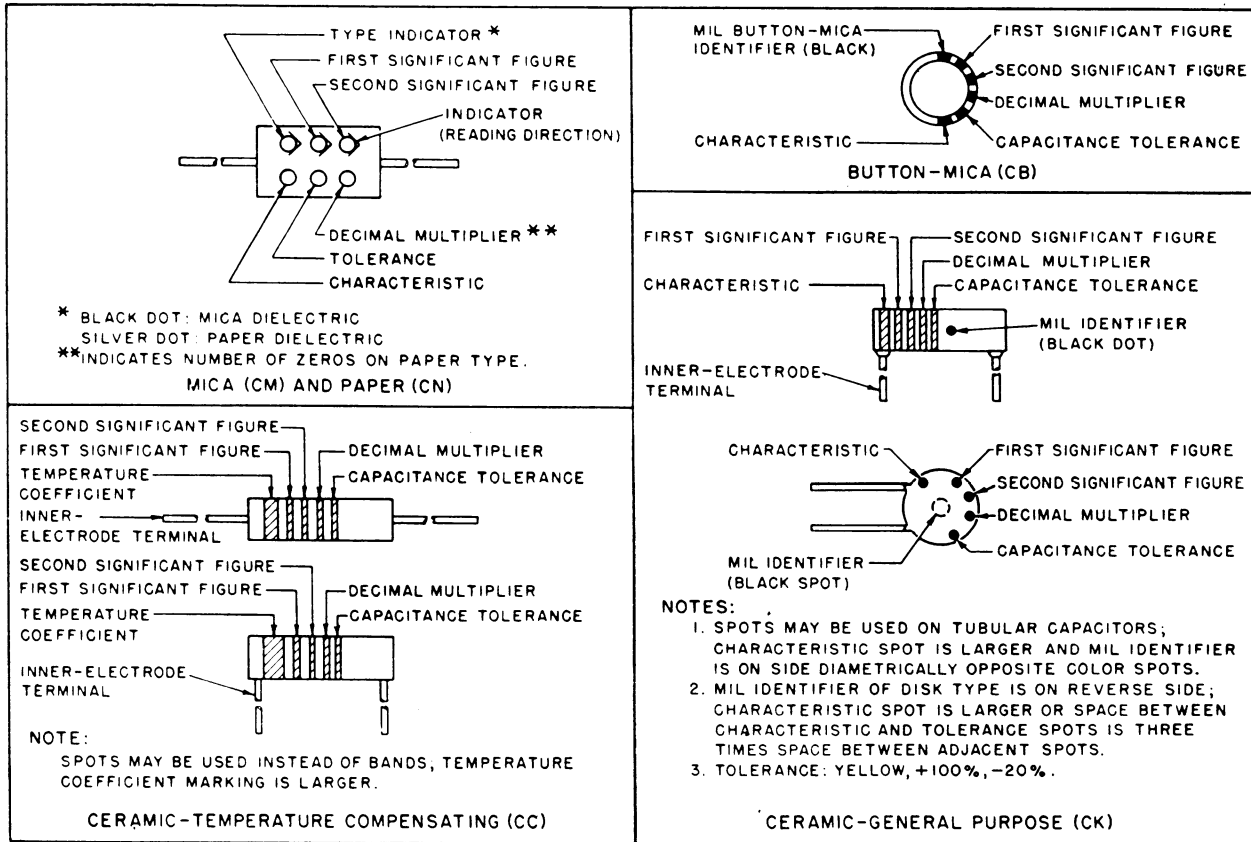 TYPE INDICATOR *
FIRST SIGNIFICANT FIGURE
SECOND SIGNIFICANT FIGURE
INDICATOR
(READING DIRECTION)
DECIMAL MULTIPLIER **
TOLERANCE
CHARACTERISTIC
* BLACK DOT: MICA DIELECTRIC
SILVER DOT: PAPER DIELECTRIC
**INDICATES NUMBER OF ZEROS ON PAPER TYPE.
MICA (CM) AND PAPER (CN)
MIL BUTTON-MICA
IDENTIFIER (BLACK)
FIRST SIGNIFICANT FIGURE
SECOND SIGNIFICANT FIGURE
DECIMAL MULTIPLIER
CHARACTERISTIC
CAPACITANCE TOLERANCE
BUTTON-MICA (CB)
SECOND SIGNIFICANT FIGURE
FIRST SIGNIFICANT FIGURE
DECIMAL MULTIPLIER
TEMPERATURE
COEFFICIENT
CAPACITANCE TOLERANCE
INNER-
ELECTRODE TERMINAL
SECOND SIGNIFICANT FIGURE
FIRST SIGNIFICANT FIGURE
DECIMAL MULTIPLIER
TEMPERATURE
COEFFICIENT
CAPACITANCE TOLERANCE
INNER-ELECTRODE
TERMINAL
NOTE:
SPOTS MAY BE USED INSTEAD OF BANDS; TEMPERATURE
COEFFICIENT MARKING IS LARGER.
CERAMIC-TEMPERATURE COMPENSATING (CC)
FIRST SIGNIFICANT FIGURE
SECOND SIGNIFICANT FIGURE
DECIMAL MULTIPLIER
CHARACTERISTIC
CAPACITANCE TOLERANCE
MIL IDENTIFIER
(BLACK DOT)
INNER-ELECTRODE
TERMINAL
CHARACTERISTIC
FIRST SIGNIFICANT FIGURE
SECOND SIGNIFICANT FIGURE
DECIMAL MULTIPLIER
CAPACITANCE TOLERANCE
MIL IDENTIFIER
(BLACK SPOT)
NOTES:
1. SPOTS MAY BE USED ON TUBULAR CAPACITORS;
CHARACTERISTIC SPOT IS LARGER AND MIL IDENTIFIER
IS ON SIDE DIAMETRICALLY OPPOSITE COLOR SPOTS.
2. MIL IDENTIFIER OF DISK TYPE IS ON REVERSE SIDE;
CHARACTERISTIC SPOT IS LARGER OR SPACE BETWEEN
CHARACTERISTIC AND TOLERANCE SPOTS IS THREE
TIMES SPACE BETWEEN ADJACENT SPOTS.
3. TOLERANCE: YELLOW, +100%, -20%.
CERAMIC-GENERAL PURPOSE (CK)